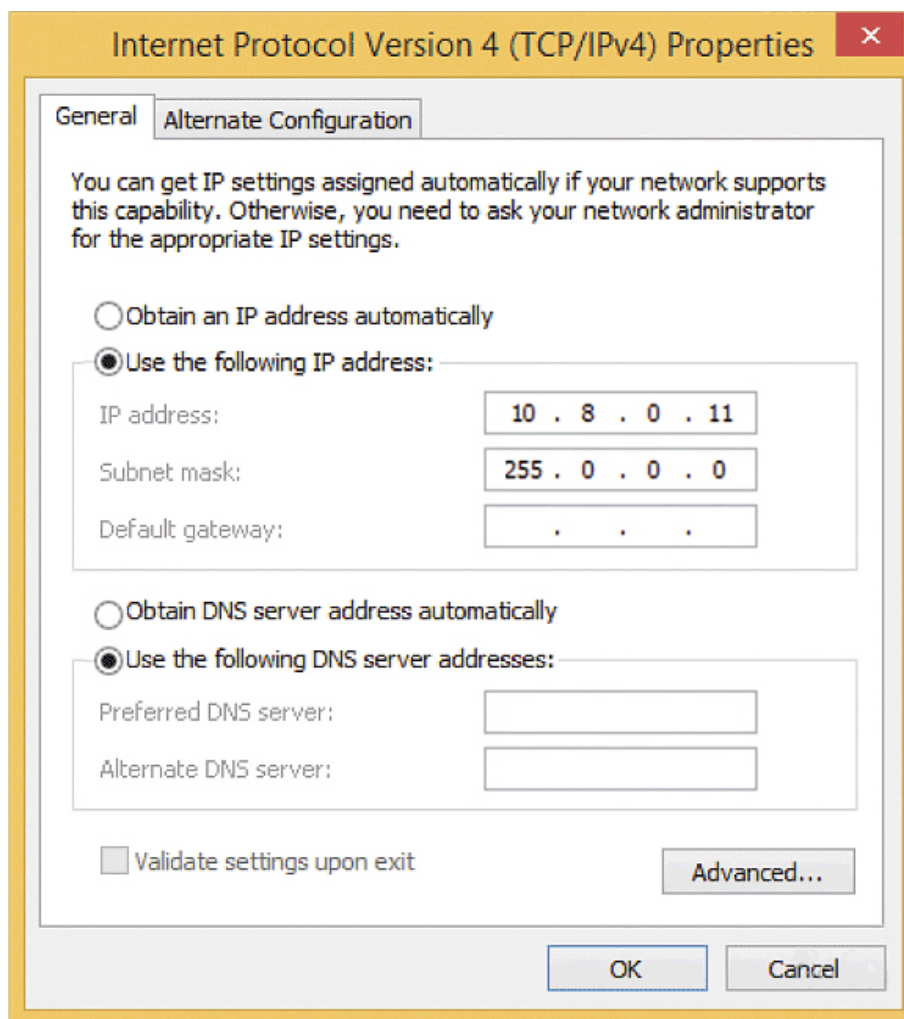 Internet Protocol Version 4 (TCP/IPv4) Properties
General
Alternate Configuration
You can get IP settings assigned automatically if your network supports
this capability. Otherwise, you need to ask your network administrator
for the appropriate IP settings.
Obtain an IP address automatically
Use the following IP address:
IP address: 10 . 8 . 0 . 11
Subnet mask: 255 . 0 . 0 . 0
Default gateway: . . .
Obtain DNS server address automatically
Use the following DNS server addresses:
Preferred DNS server:
Alternate DNS server:
Validate settings upon exit
Advanced...
OK
Cancel